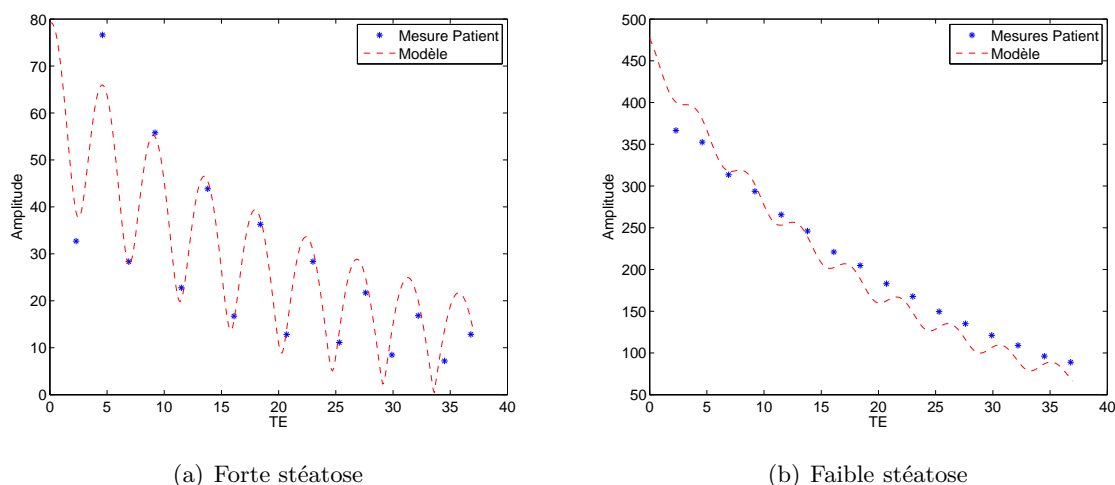 80
70
60
50
40
30
20
10
0
Amplitude
0 5 10 15 20 25 30 35 40
TE
Mesure Patient
Modèle
(a) Forte stéatose
500
450
400
350
300
250
200
150
100
50
Amplitude
0 5 10 15 20 25 30 35 40
TE
Mesures Patient
Modèle
(b) Faible stéatose